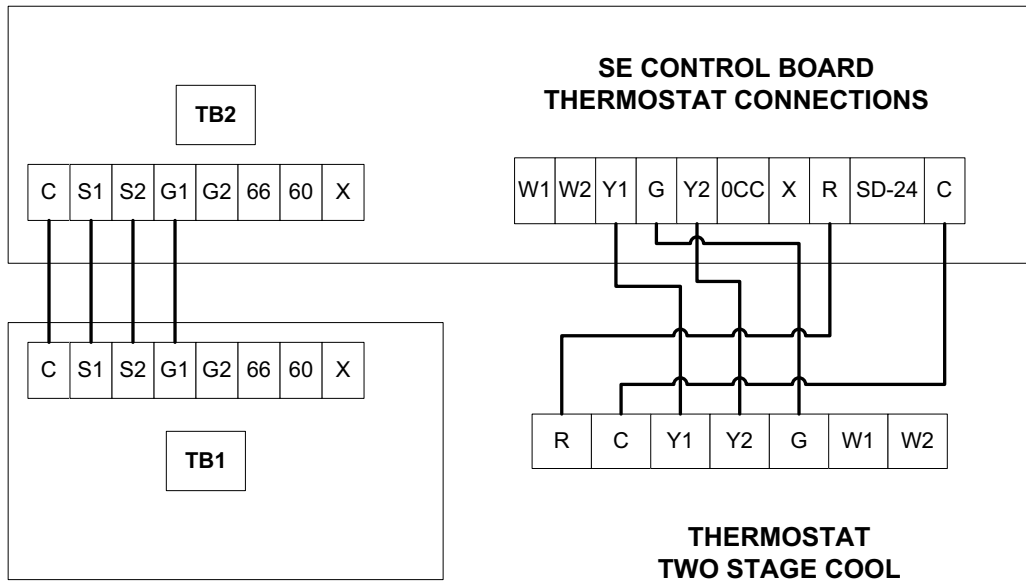 SE CONTROL BOARD
THERMOSTAT CONNECTIONS
TB2
C S1 S2 G1 G2 66 60 X
W1 W2 Y1 G Y2 0CC X R SD-24 C
C S1 S2 G1 G2 66 60 X
TB1
R C Y1 Y2 G W1 W2
THERMOSTAT
TWO STAGE COOL